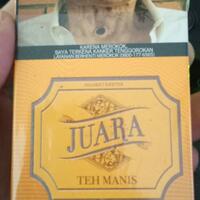 KARENA MEROKOK,
SAYA TERKENA KANKER TENGGOROKAN.
LAYANAN BERHENTI MEROKOK (0800-177-6565)
JUARA
TEH MANIS